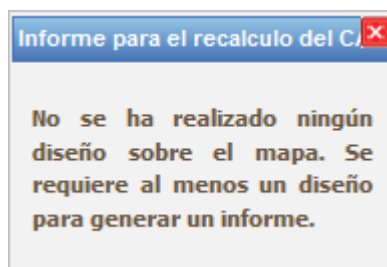 Informe para el recalculo del C
No se ha realizado ningún
diseño sobre el mapa. Se
requiere al menos un diseño
para generar un informe.